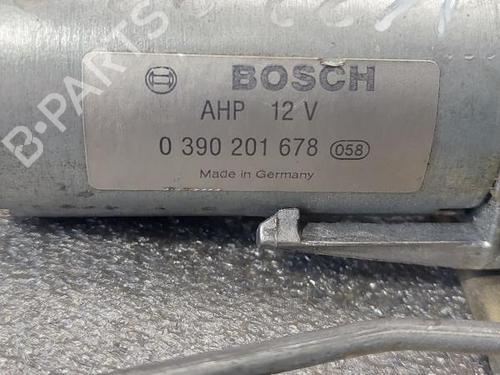 BOSCH
AHP 12 V
0 390 201 678 058
Made in Germany
B-PARTS